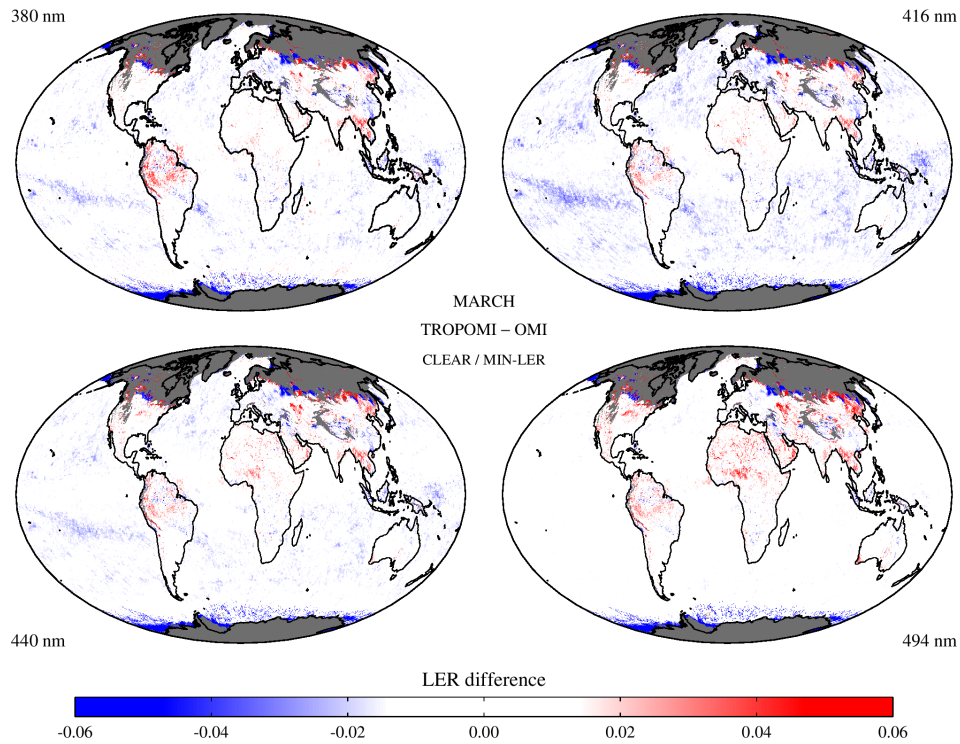 380 nm
416 nm
MARCH
TROPOMI − OMI
CLEAR / MIN-LER
440 nm
494 nm
LER difference
-0.06 -0.04 -0.02 0.00 0.02 0.04 0.06